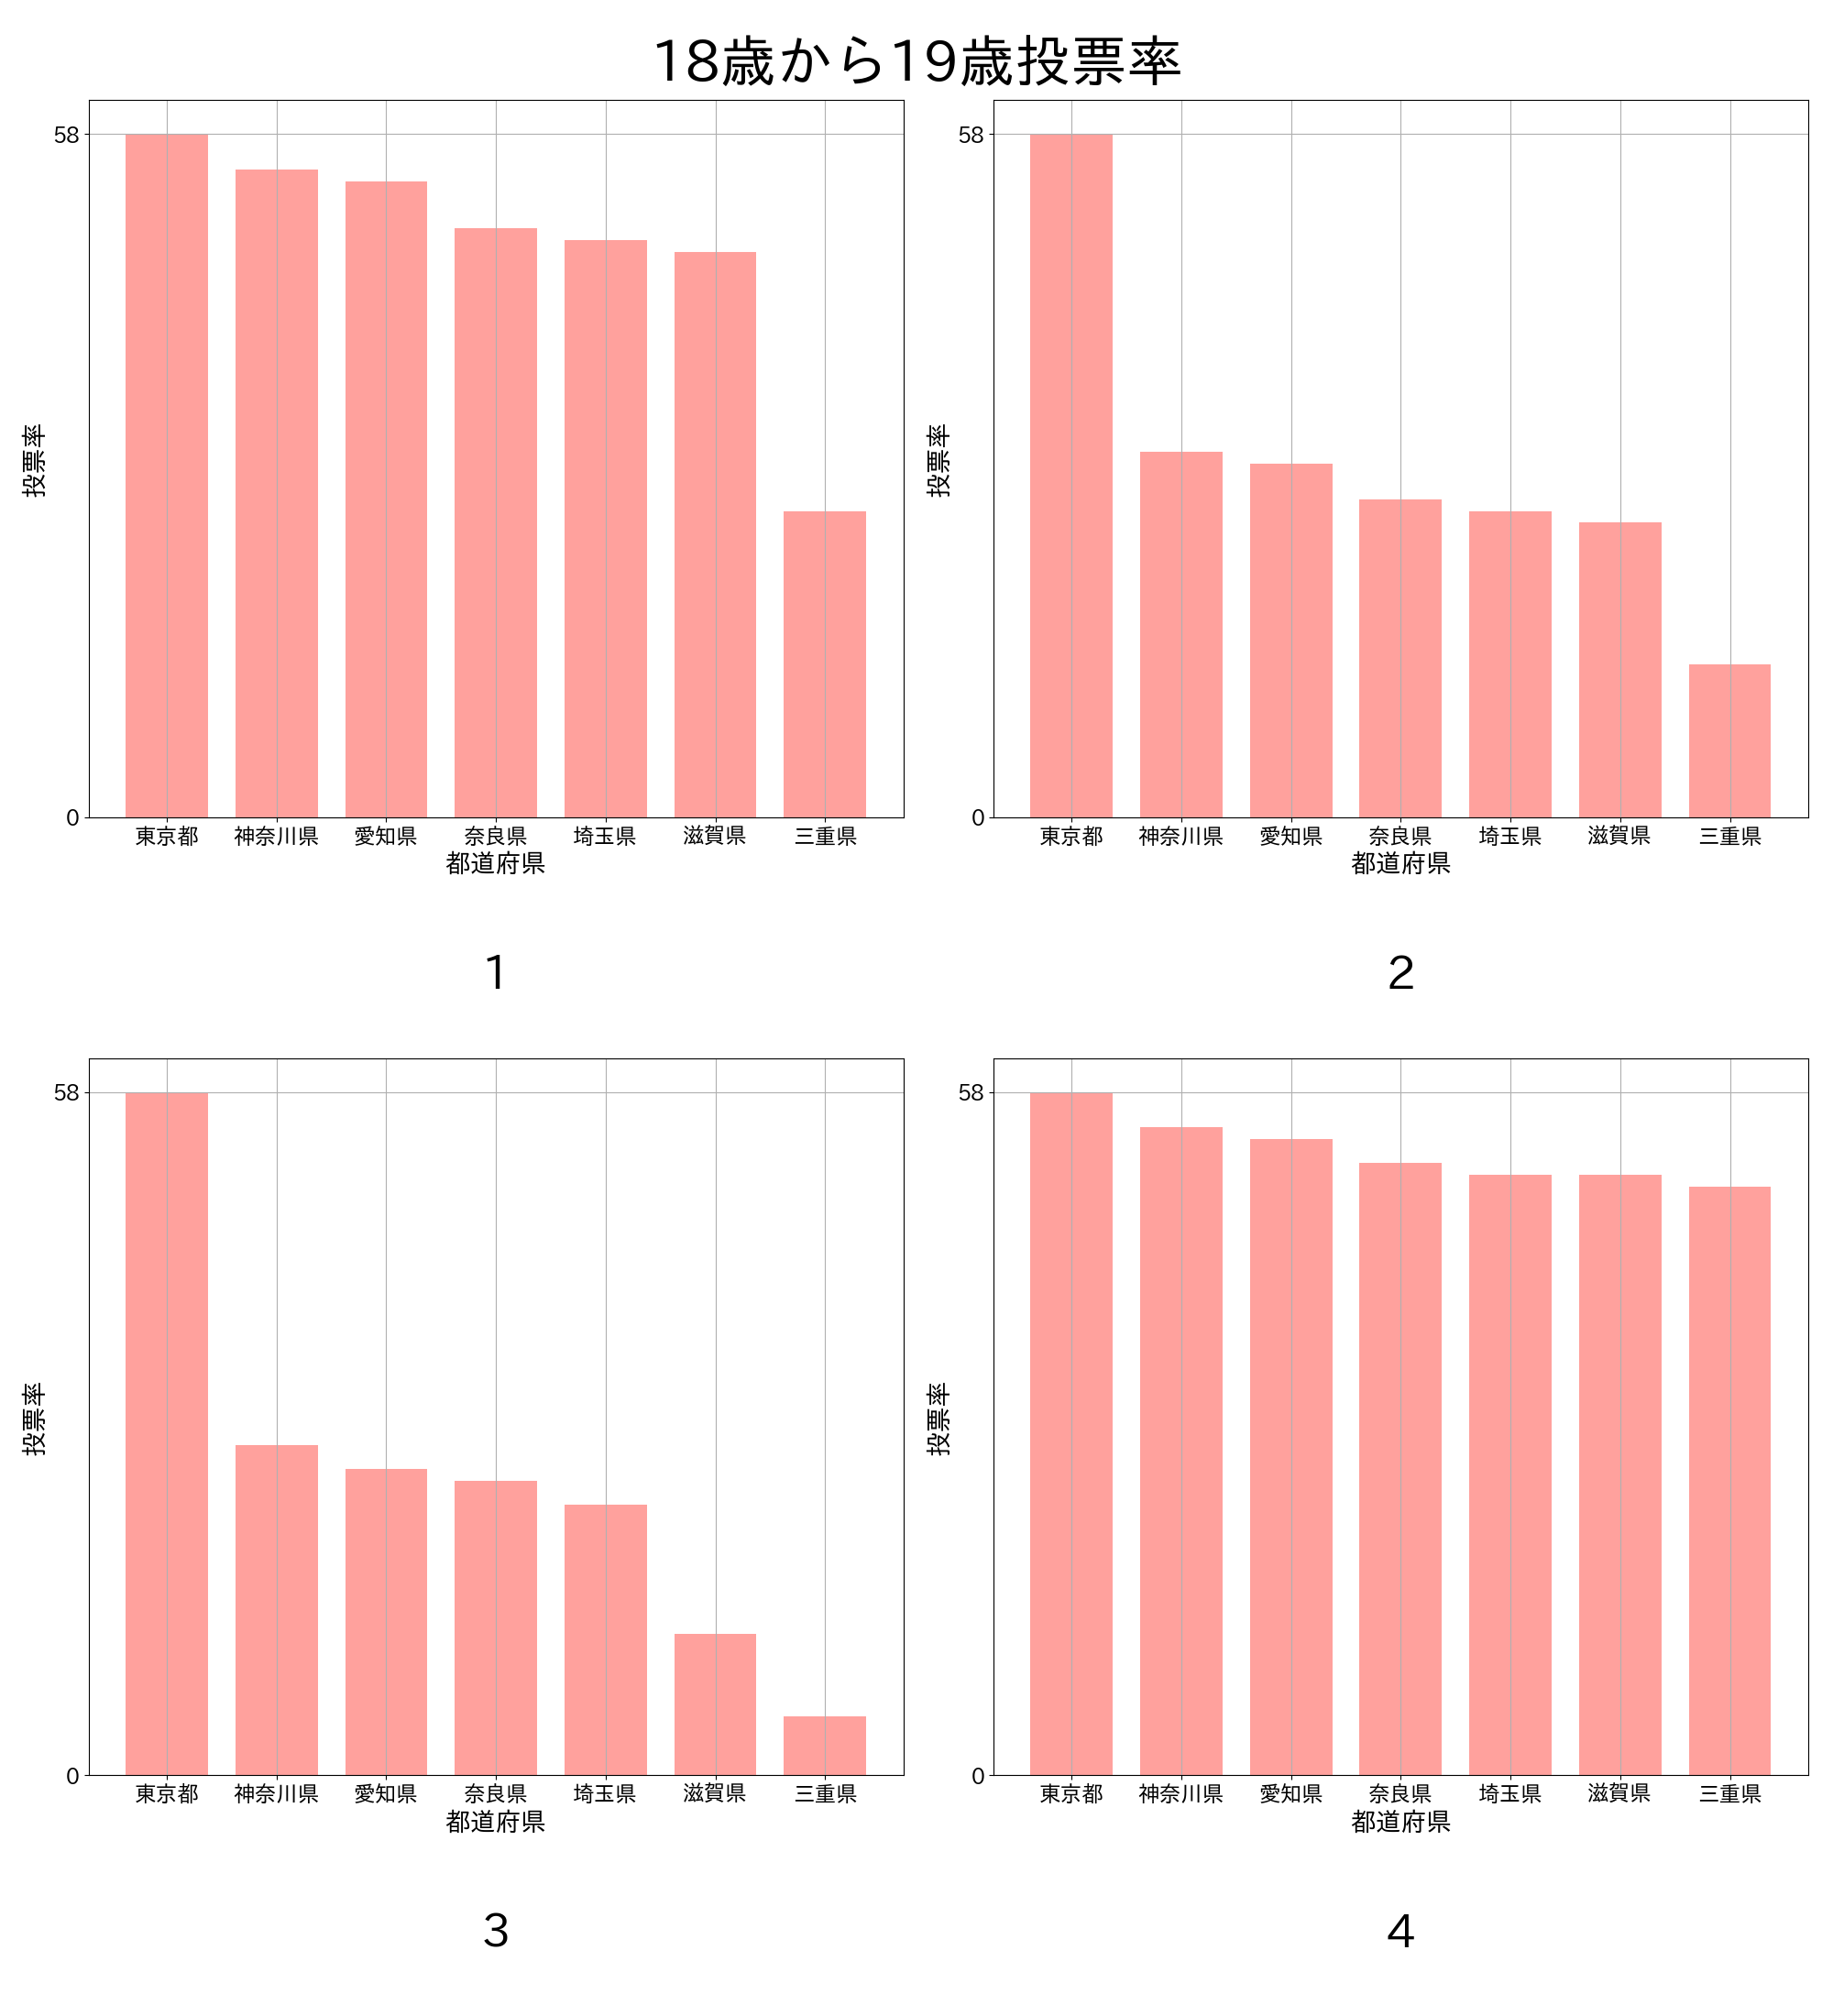 18歳から19歳投票率
58
0
投票率
東京都 神奈川県 愛知県 奈良県 埼玉県 滋賀県 三重県
都道府県
1
58
0
投票率
東京都 神奈川県 愛知県 奈良県 埼玉県 滋賀県 三重県
都道府県
2
58
0
投票率
東京都 神奈川県 愛知県 奈良県 埼玉県 滋賀県 三重県
都道府県
3
58
0
投票率
東京都 神奈川県 愛知県 奈良県 埼玉県 滋賀県 三重県
都道府県
4